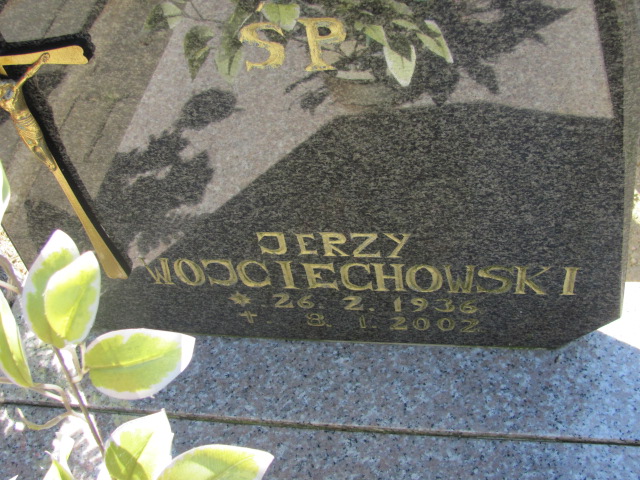 SP
JERZY
WOJCIECHOWSKI
* 26. 2. 1936
+ 8. 1. 2002